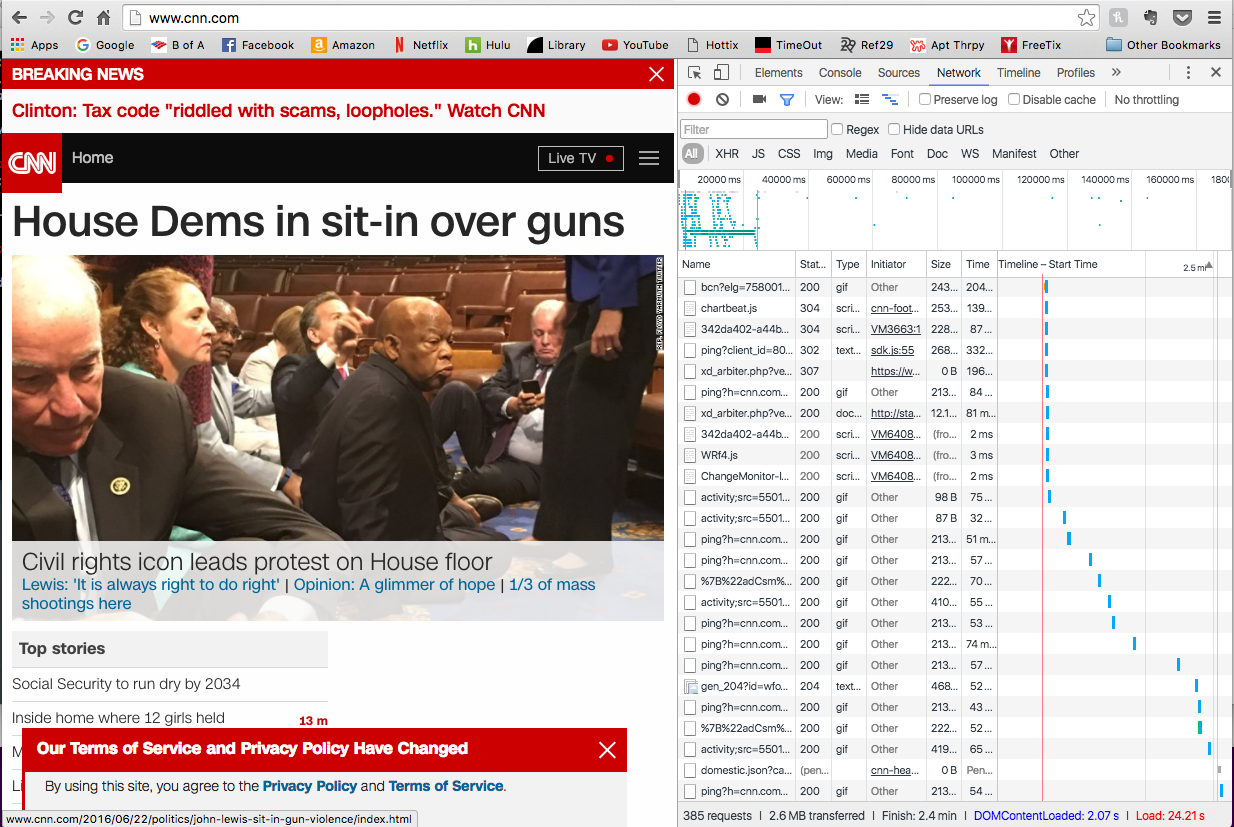 www.cnn.com
Apps Google B of A Facebook Amazon Netflix Hulu Library YouTube Hottix TimeOut Ref29 Apt Thrpy FreeTix Other Bookmarks
BREAKING NEWS
Clinton: Tax code "riddled with scams, loopholes." Watch CNN
CNN Home Live TV
House Dems in sit-in over guns
REP. FLOYD YARMUTH/TWITTER
Civil rights icon leads protest on House floor
Lewis: 'It is always right to do right' | Opinion: A glimmer of hope | 1/3 of mass
shootings here
Top stories
Social Security to run dry by 2034
Inside home where 12 girls held
13 m
M
Li
Our Terms of Service and Privacy Policy Have Changed
By using this site, you agree to the Privacy Policy and Terms of Service.
www.cnn.com/2016/06/22/politics/john-lewis-sit-in-gun-violence/index.html
Elements Console Sources Network Timeline Profiles »
View: Preserve log Disable cache No throttling
Filter Regex Hide data URLs
All XHR JS CSS Img Media Font Doc WS Manifest Other
20000 ms 40000 ms 60000 ms 80000 ms 100000 ms 120000 ms 140000 ms 160000 ms 180
Name Stat... Type Initiator Size Time Timeline – Start Time 2.5 mi
bcn?elg=758001... 200 gif Other 243... 204...
chartbeat.js 304 scri... cnn-foot... 253... 139...
342da402-a44b... 304 scri... VM3663:1 228... 87 ...
ping?client_id=80... 302 text... sdk.js:55 268... 332...
xd_arbiter.php?ve... 307 https://w... 0 B 196...
ping?h=cnn.com... 200 gif Other 213... 84 ...
xd_arbiter.php?ve... 200 doc... http://sta... 12.1... 81 m...
342da402-a44b... 200 scri... VM6408... (fro... 2 ms
WRf4.js 200 scri... VM6408... (fro... 3 ms
ChangeMonitor-l... 200 scri... VM6408... (fro... 2 ms
activity;src=5501... 200 gif Other 98 B 75 ...
activity;src=5501... 200 gif Other 87 B 32...
ping?h=cnn.com... 200 gif Other 213... 51 m...
ping?h=cnn.com... 200 gif Other 213... 57...
%7B%22adCsm%... 200 gif Other 222... 70 ...
activity;src=5501... 200 gif Other 410... 55 ...
ping?h=cnn.com... 200 gif Other 213... 53 ...
ping?h=cnn.com... 200 gif Other 213... 74 m...
ping?h=cnn.com... 200 gif Other 213... 57 ...
gen_204?id=wfo... 204 text... Other 468... 52...
ping?h=cnn.com... 200 gif Other 213... 43 ...
%7B%22adCsm%... 200 gif Other 222... 52...
activity;src=5501... 200 gif Other 419... 65 ...
domestic.json?ca... (pen... cnn-hea... 0 B Pen...
ping?h=cnn.com... 200 gif Other 213... 54 ...
385 requests | 2.6 MB transferred | Finish: 2.4 min | DOMContentLoaded: 2.07 s | Load: 24.21 s